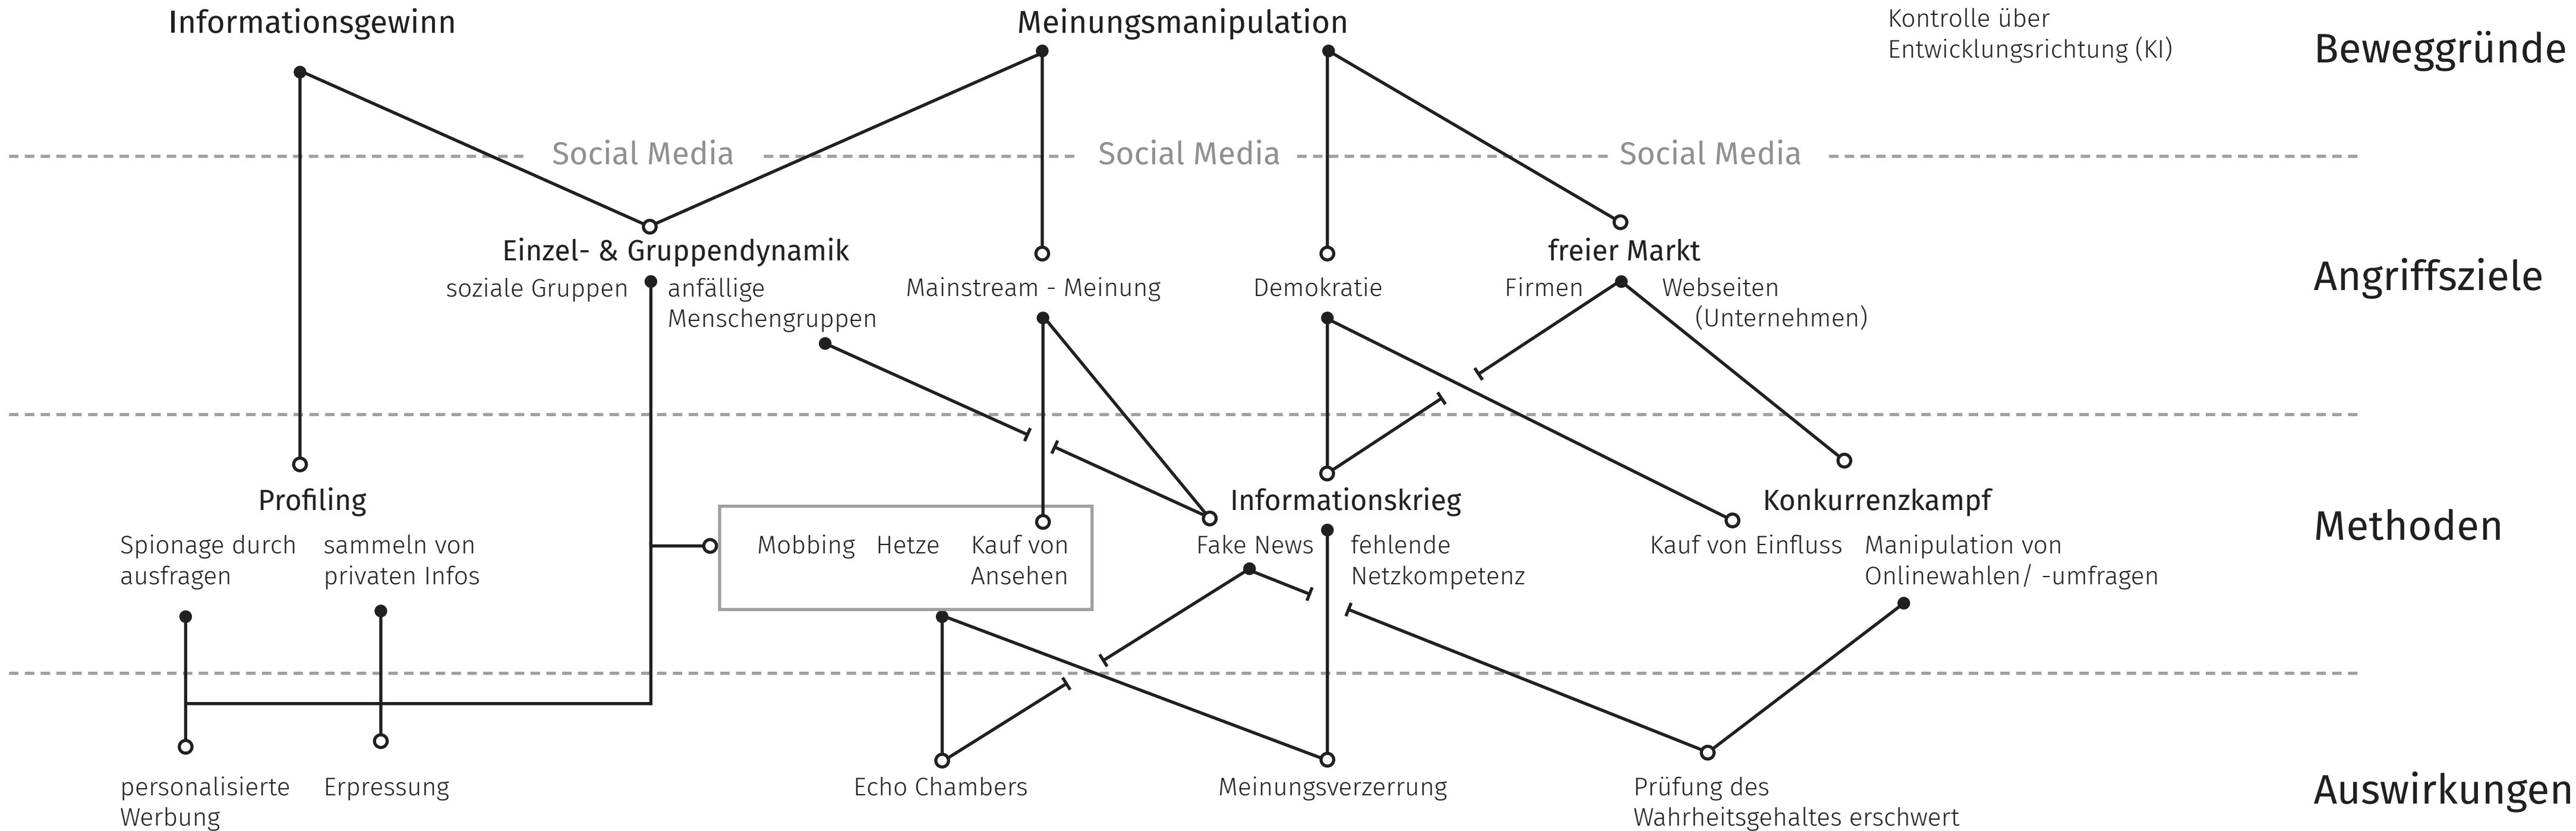 Informationsgewinn
Meinungsmanipulation
Kontrolle über
Entwicklungsrichtung (KI)
Beweggründe
Social Media
Social Media
Social Media
Einzel- & Gruppendynamik
soziale Gruppen
anfällige
Menschengruppen
Mainstream - Meinung
Demokratie
freier Markt
Firmen
Webseiten
(Unternehmen)
Angriffsziele
Profiling
Spionage durch
ausfragen
sammeln von
privaten Infos
Mobbing
Hetze
Kauf von
Ansehen
Informationskrieg
Fake News
fehlende
Netzkompetenz
Konkurrenzkampf
Kauf von Einfluss
Manipulation von
Onlinewahlen/ -umfragen
Methoden
personalisierte
Werbung
Erpressung
Echo Chambers
Meinungsverzerrung
Prüfung des
Wahrheitsgehaltes erschwert
Auswirkungen